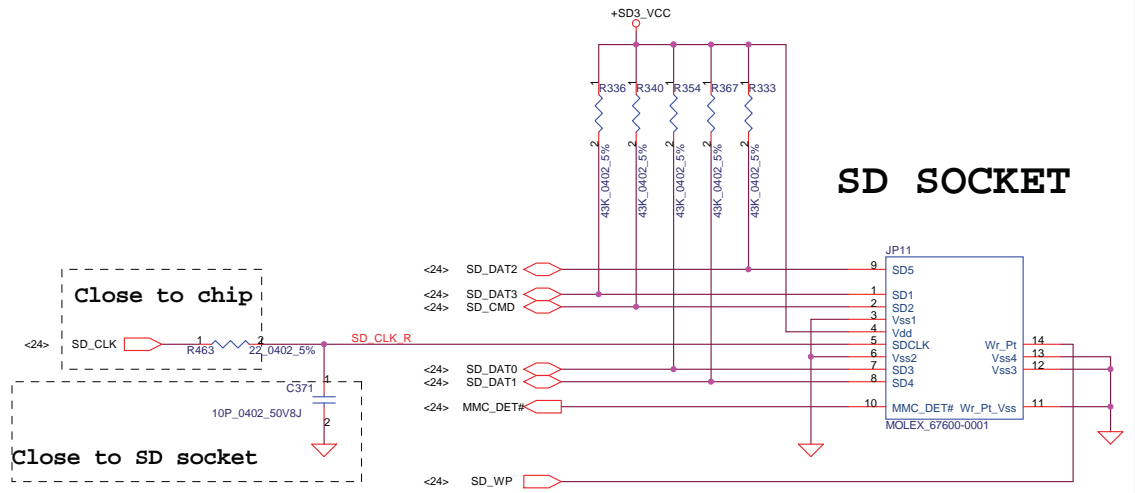 +SD3_VCC
1 1 1 1 1
R336 R340 R354 R367 R333
2 2 2 2 2
43K_0402_5% 43K_0402_5% 43K_0402_5% 43K_0402_5% 43K_0402_5%
SD SOCKET
JP11
<24> SD_DAT2 9 SD5
Close to chip
<24> SD_DAT3 1 SD1
<24> SD_CMD 2 SD2
3 Vss1
4 Vdd
<24> SD_CLK 1 2 SD_CLK_R 5 SDCLK Wr_Pt 14
R463 22_0402_5%
6 Vss2 Vss4 13
<24> SD_DAT0 7 SD3 Vss3 12
<24> SD_DAT1 8 SD4
1
C371
<24> MMC_DET# 10 MMC_DET# Wr_Pt_Vss 11
10P_0402_50V8J
2
MOLEX_67600-0001
Close to SD socket
<24> SD_WP